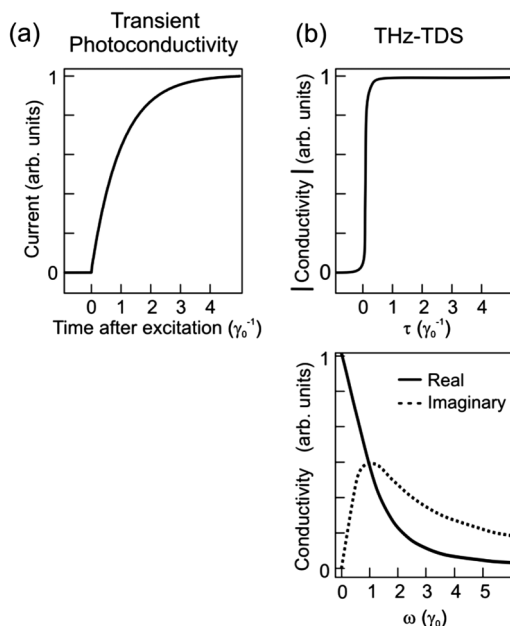 (a)
Transient
Photoconductivity
Current (arb. units)
1
0
0 1 2 3 4
Time after excitation (γ₀⁻¹)
(b)
THz-TDS
| Conductivity | (arb. units)
1
0
0 1 2 3 4
τ (γ₀⁻¹)
Conductivity (arb. units)
1
0
Real
Imaginary
0 1 2 3 4 5
ω (γ₀)